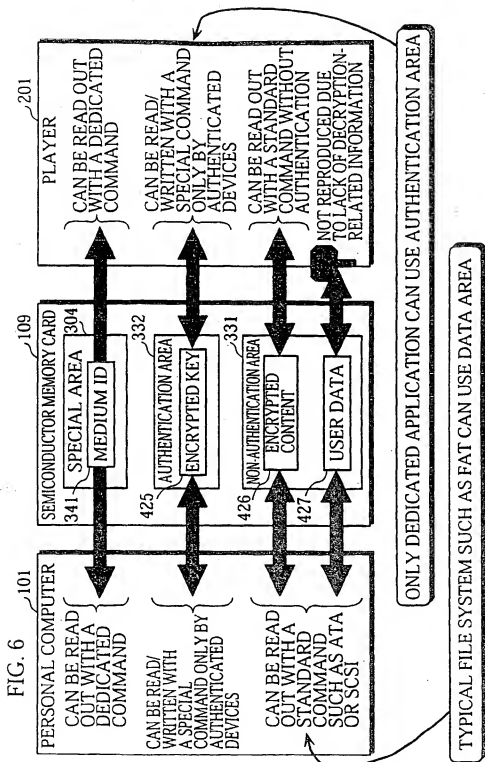 FIG. 6
101
PERSONAL COMPUTER
CAN BE READ
OUT WITH A
DEDICATED
COMMAND
CAN BE READ/
WRITTEN WITH
A SPECIAL
COMMAND ONLY BY
AUTHENTICATED
DEVICES
CAN BE READ
OUT WITH A
STANDARD
COMMAND
SUCH AS ATA
OR SCSI
109
SEMICONDUCTOR MEMORY CARD
341
304
SPECIAL AREA
MEDIUM ID
332
AUTHENTICATION AREA
425
ENCRYPTED KEY
331
NON-AUTHENTICATION AREA
426
ENCRYPTED
CONTENT
427
USER DATA
201
PLAYER
CAN BE READ OUT
WITH A DEDICATED
COMMAND
CAN BE READ/
WRITTEN WITH A
SPECIAL COMMAND
ONLY BY
AUTHENTICATED
DEVICES
CAN BE READ OUT
WITH A STANDARD
COMMAND WITHOUT
AUTHENTICATION
NOT REPRODUCED DUE
TO LACK OF DECRYPTION-
RELATED INFORMATION
ONLY DEDICATED APPLICATION CAN USE AUTHENTICATION AREA
TYPICAL FILE SYSTEM SUCH AS FAT CAN USE DATA AREA